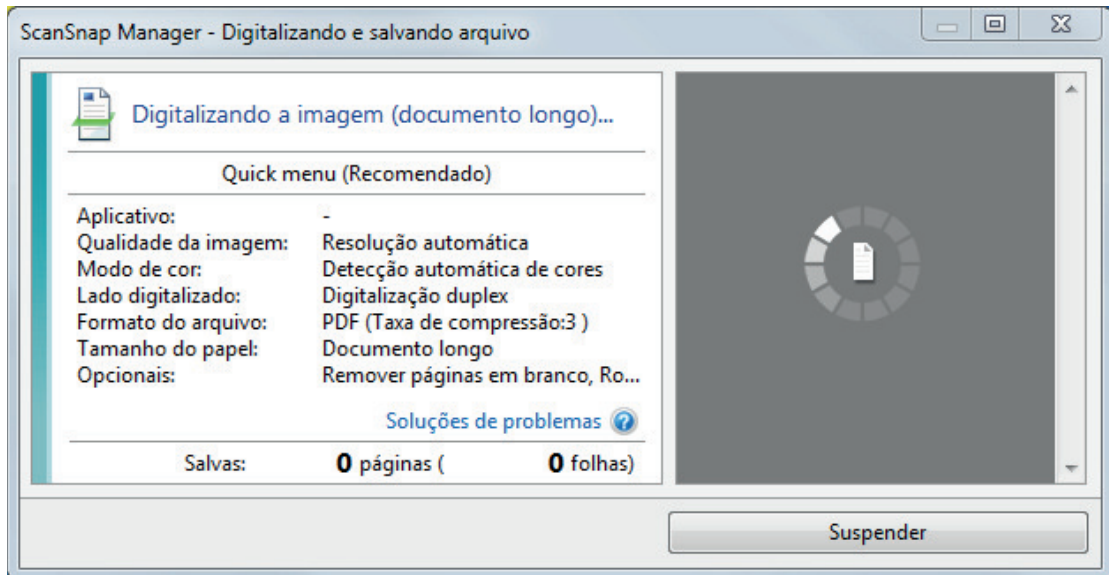 ScanSnap Manager - Digitalizando e salvando arquivo
Digitalizando a imagem (documento longo)...
Quick menu (Recomendado)
Aplicativo: -
Qualidade da imagem: Resolução automática
Modo de cor: Detecção automática de cores
Lado digitalizado: Digitalização duplex
Formato do arquivo: PDF (Taxa de compressão:3 )
Tamanho do papel: Documento longo
Opcionais: Remover páginas em branco, Ro...
Soluções de problemas
Salvas: 0 páginas ( 0 folhas)
Suspender